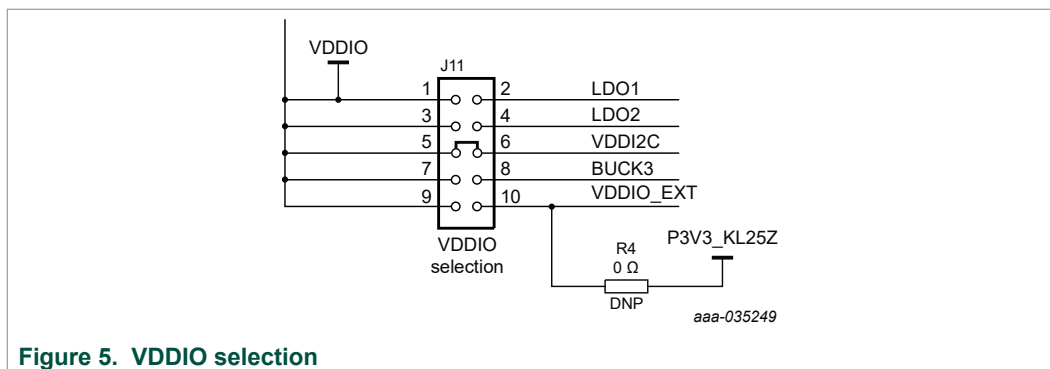 VDDIO
J11
1 2 LDO1
3 4 LDO2
5 6 VDDI2C
7 8 BUCK3
9 10 VDDIO_EXT
VDDIO
selection
P3V3_KL25Z
R4
0 Ω
DNP
aaa-035249
Figure 5. VDDIO selection